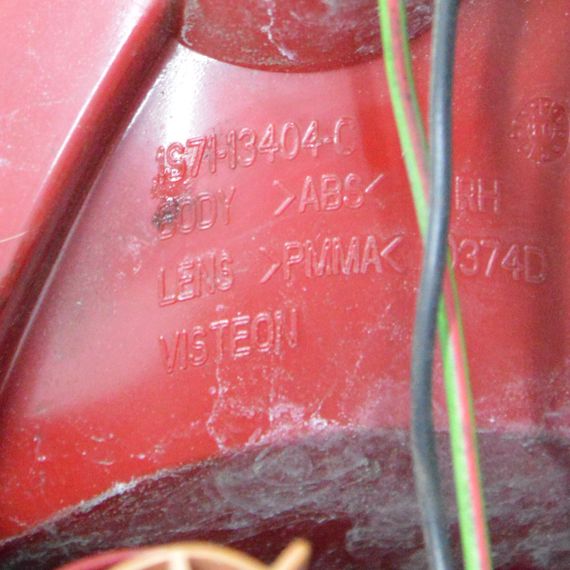 1S71-13404-C
BODY >ABS< RH
LENS >PMMA< 0374D
VISTEON